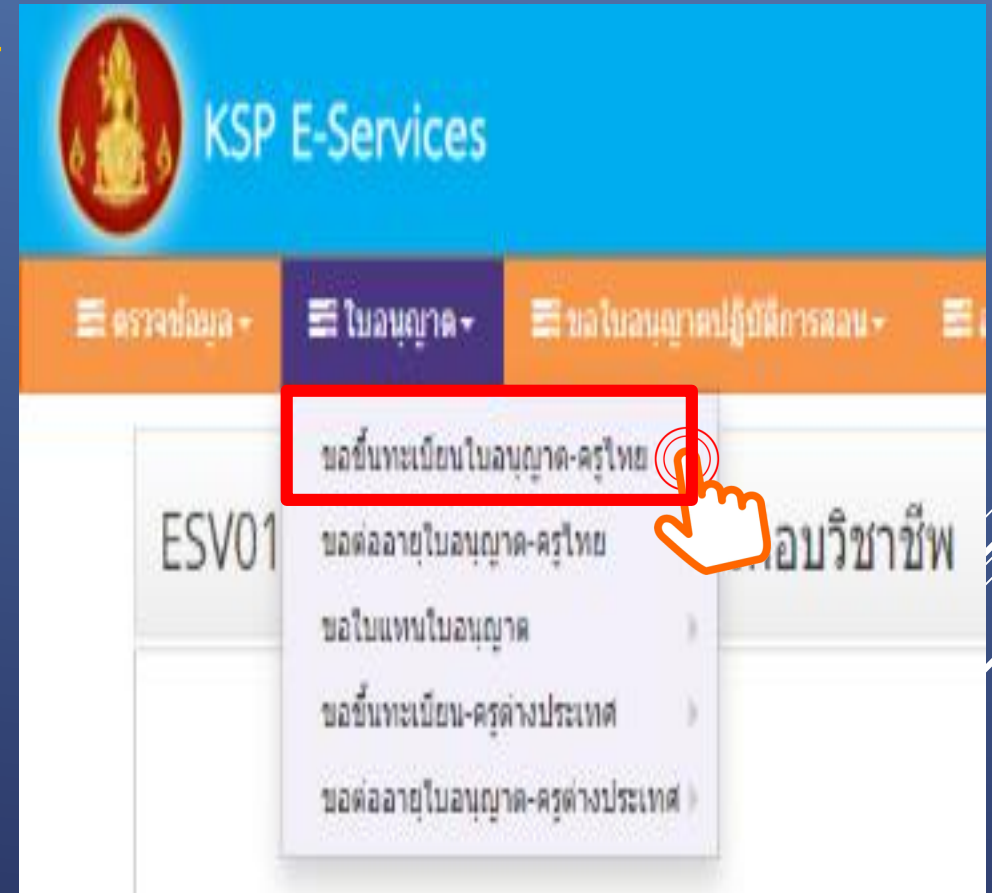 KSP E-Services
ตรวจข้อมูล
ใบอนุญาต
ขอใบอนุญาตปฏิบัติการสอน
ขอขึ้นทะเบียนใบอนุญาต-ครูไทย
ESV01
ขอต่ออายุใบอนุญาต-ครูไทย
อบวิชาชีพ
ขอใบแทนใบอนุญาต
ขอขึ้นทะเบียน-ครูต่างประเทศ
ขอต่ออายุใบอนุญาต-ครูต่างประเทศ